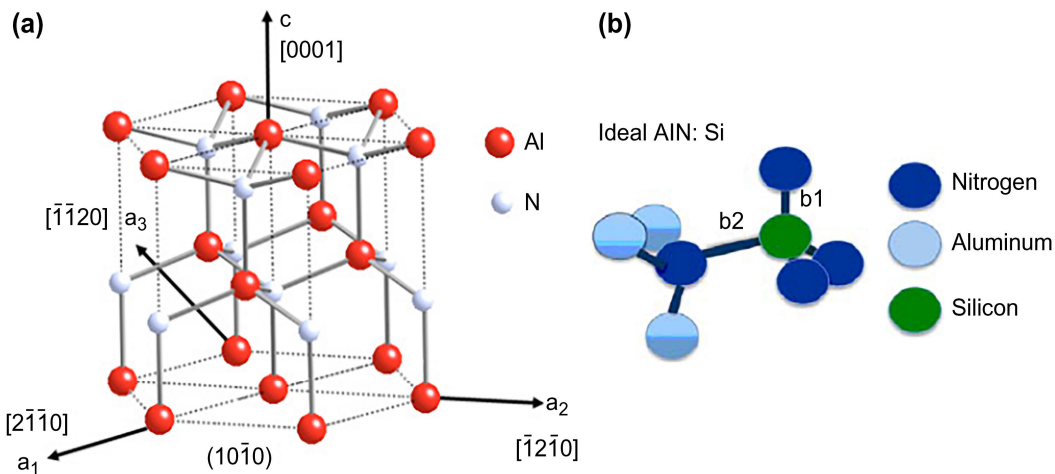 (a)
c
[0001]
Al
N
[1̅1̅20]
a₃
a₂
[1̅21̅0]
[21̅1̅0]
a₁
(101̅0)
(b)
Ideal AIN: Si
b1
b2
Nitrogen
Aluminum
Silicon